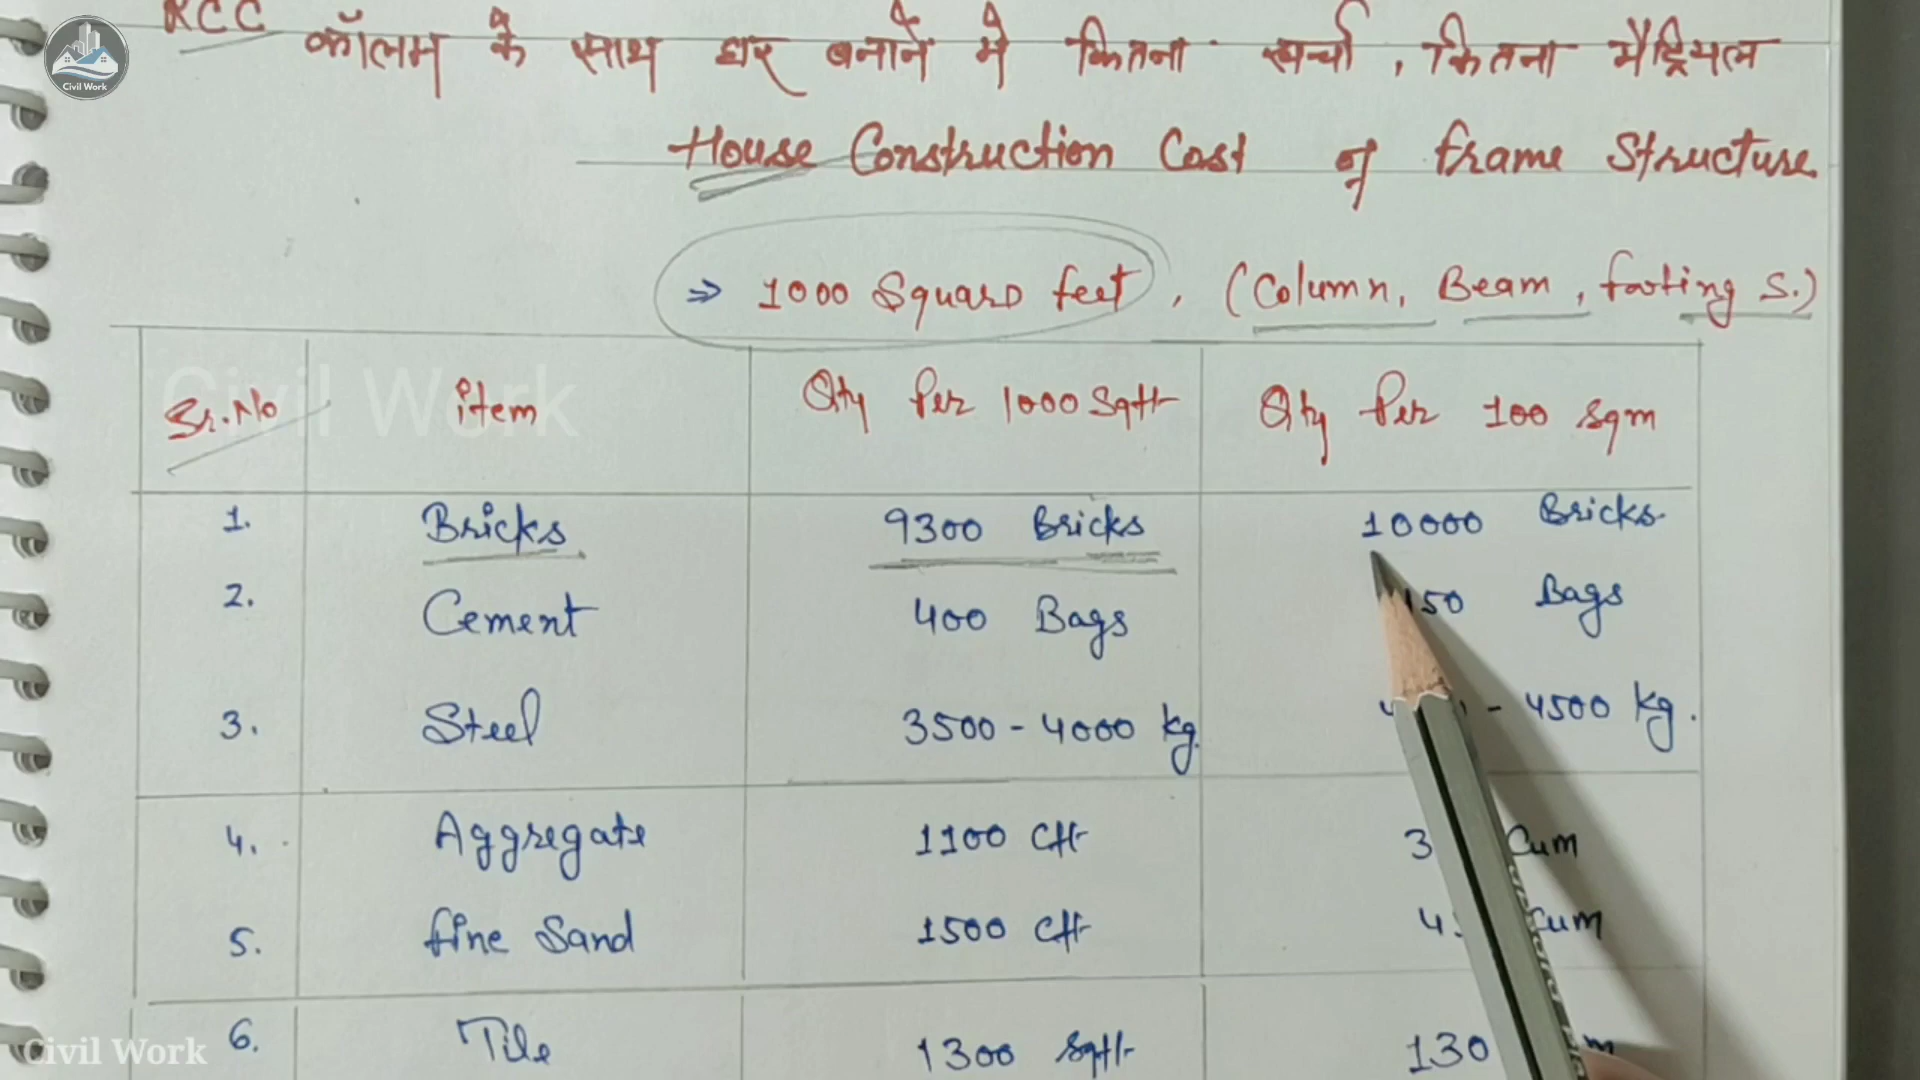 RCC कॉलम के साथ घर बनाने में कितना खर्चा, कितना मैट्रियल
Civil Work
House Construction Cost of frame Structure
⇒ 1000 Square feet, (Column, Beam, footing S.)
Civil Work
Sr.No item Qty Per 1000 Sqft Qty Per 100 sqm
1. Bricks 9300 Bricks 10000 Bricks
2. Cement 400 Bags Bags
3. Steel 3500 - 4000 kg. - 4500 kg.
4. Aggregate 1100 Cft Cum
5. fine Sand 1500 Cft Cum
6. Tile 1300 Sqft 130
Civil Work